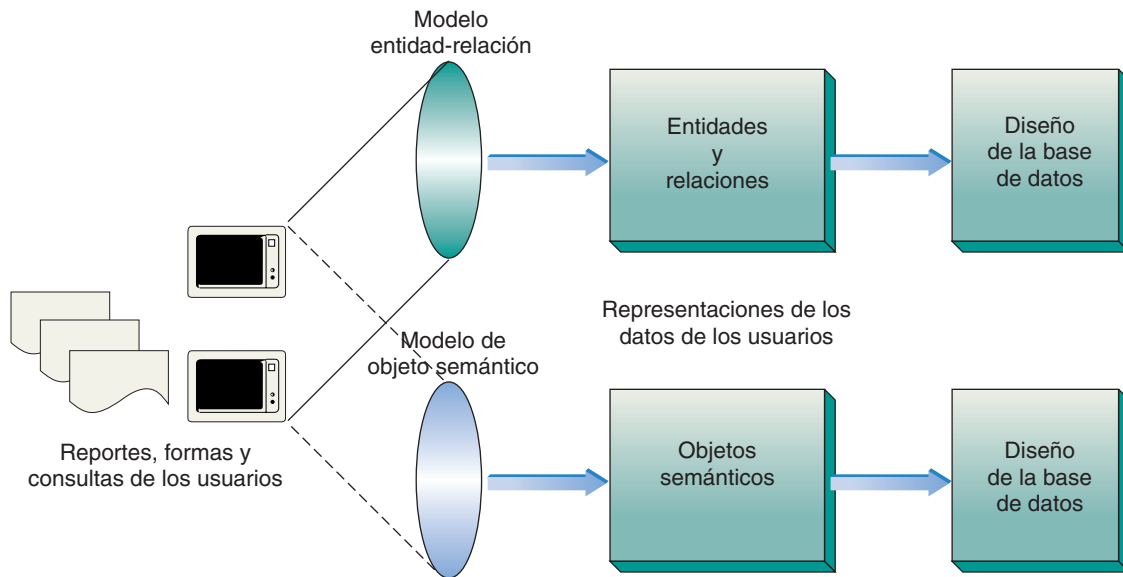 Modelo
entidad-relación
Entidades
y
relaciones
Diseño
de la base
de datos
Representaciones de los
datos de los usuarios
Modelo de
objeto semántico
Reportes, formas y
consultas de los usuarios
Objetos
semánticos
Diseño
de la base
de datos